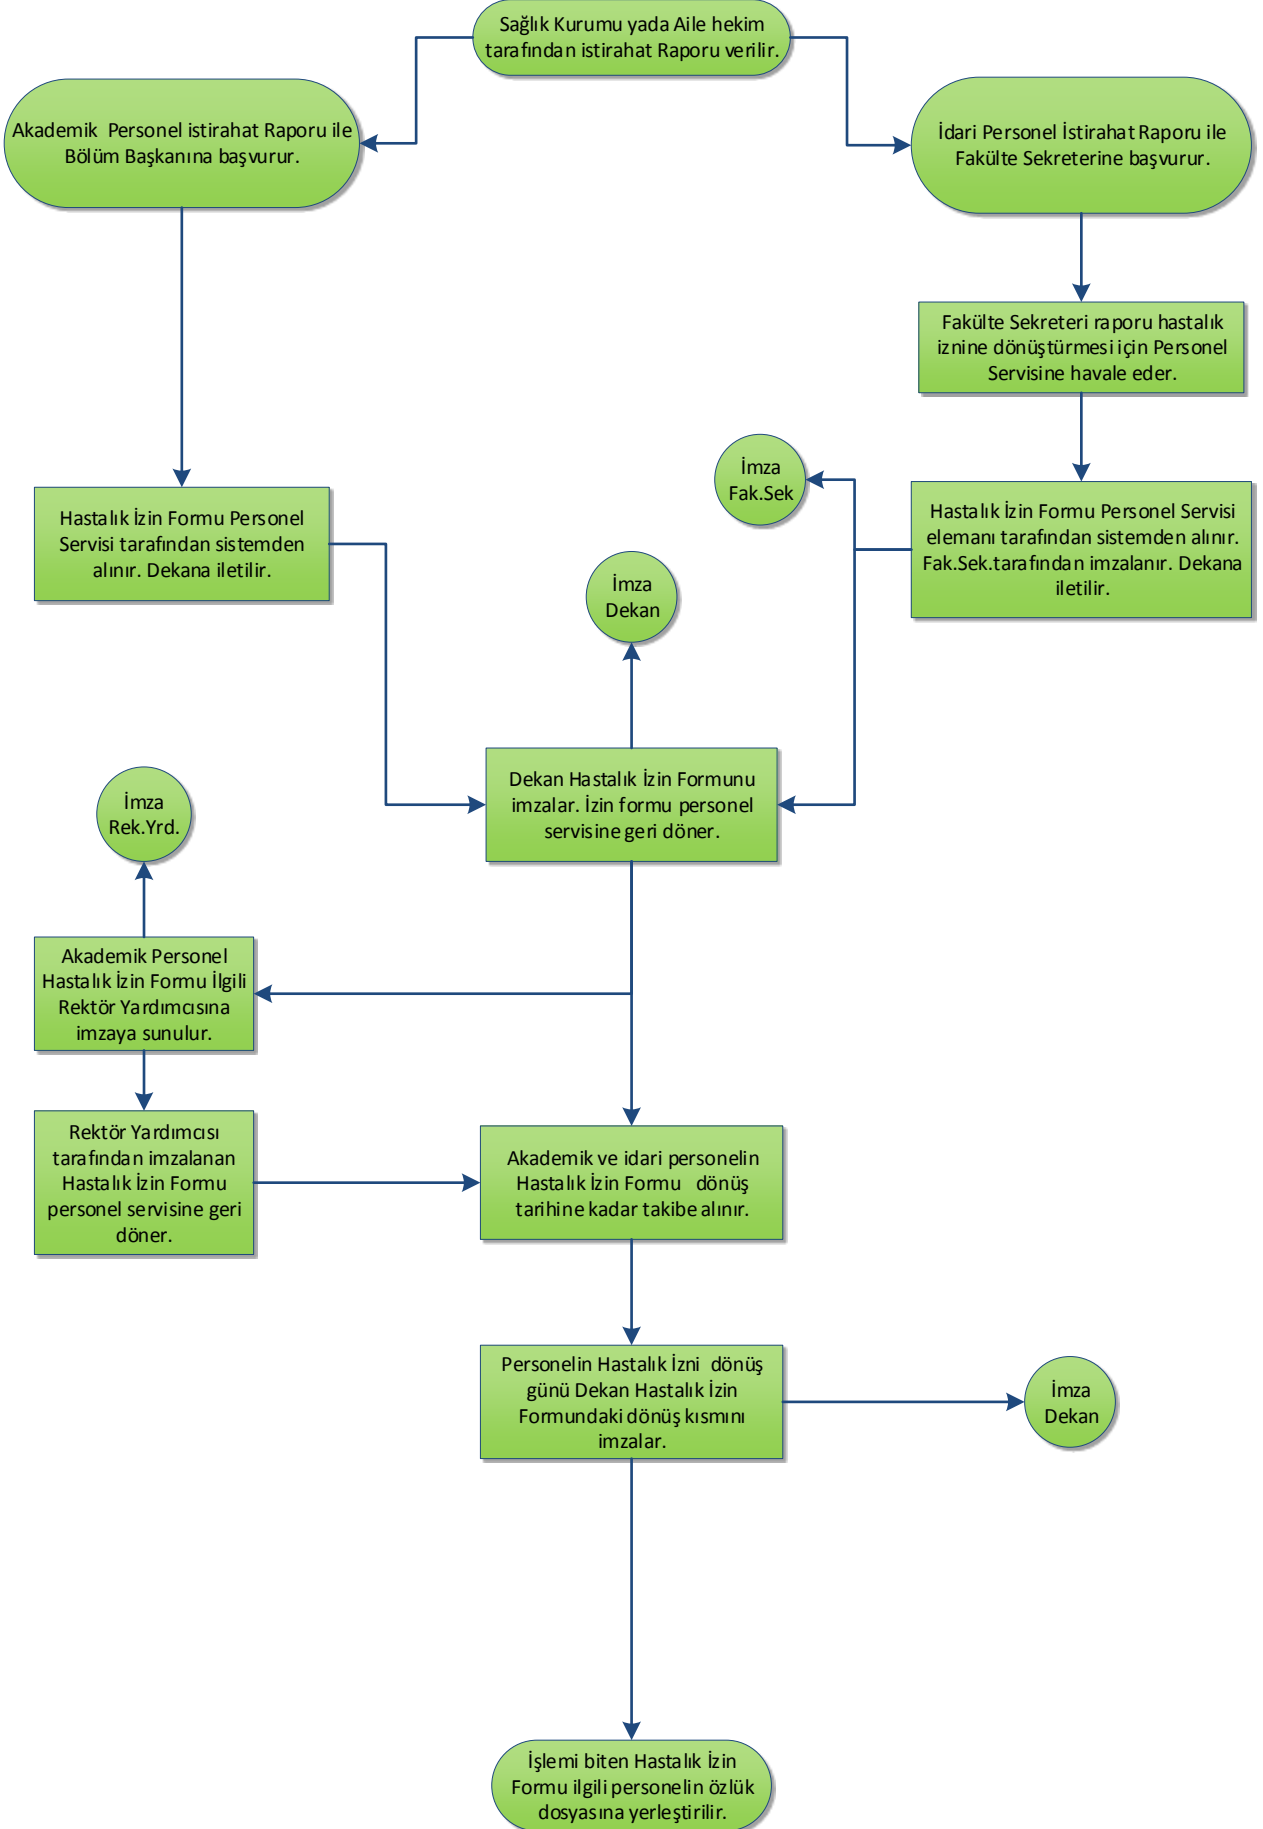 Sağlık Kurumu yada Aile hekim
tarafından istirahat Raporu verilir.
Akademik Personel istirahat Raporu ile
Bölüm Başkanına başvurur.
İdari Personel İstirahat Raporu ile
Fakülte Sekreterine başvurur.
Fakülte Sekreteri raporu hastalık
iznine dönüştürmesi için Personel
Servisine havale eder.
İmza
Fak.Sek
Hastalık İzin Formu Personel
Servisi tarafından sistemden
alınır. Dekana iletilir.
Hastalık İzin Formu Personel Servisi
elemanı tarafından sistemden alınır.
Fak.Sek.tarafından imzalanır. Dekana
iletilir.
İmza
Dekan
Dekan Hastalık İzin Formunu
imzalar. İzin formu personel
servisine geri döner.
İmza
Rek.Yrd.
Akademik Personel
Hastalık İzin Formu İlgili
Rektör Yardımcısına
imzaya sunulur.
Rektör Yardımcısı
tarafından imzalanan
Hastalık İzin Formu
personel servisine geri
döner.
Akademik ve idari personelin
Hastalık İzin Formu dönüş
tarihine kadar takibe alınır.
Personelin Hastalık İzni dönüş
günü Dekan Hastalık İzin
Formundaki dönüş kısmını
imzalar.
İmza
Dekan
İşlemi biten Hastalık İzin
Formu ilgili personelin özlük
dosyasına yerleştirilir.